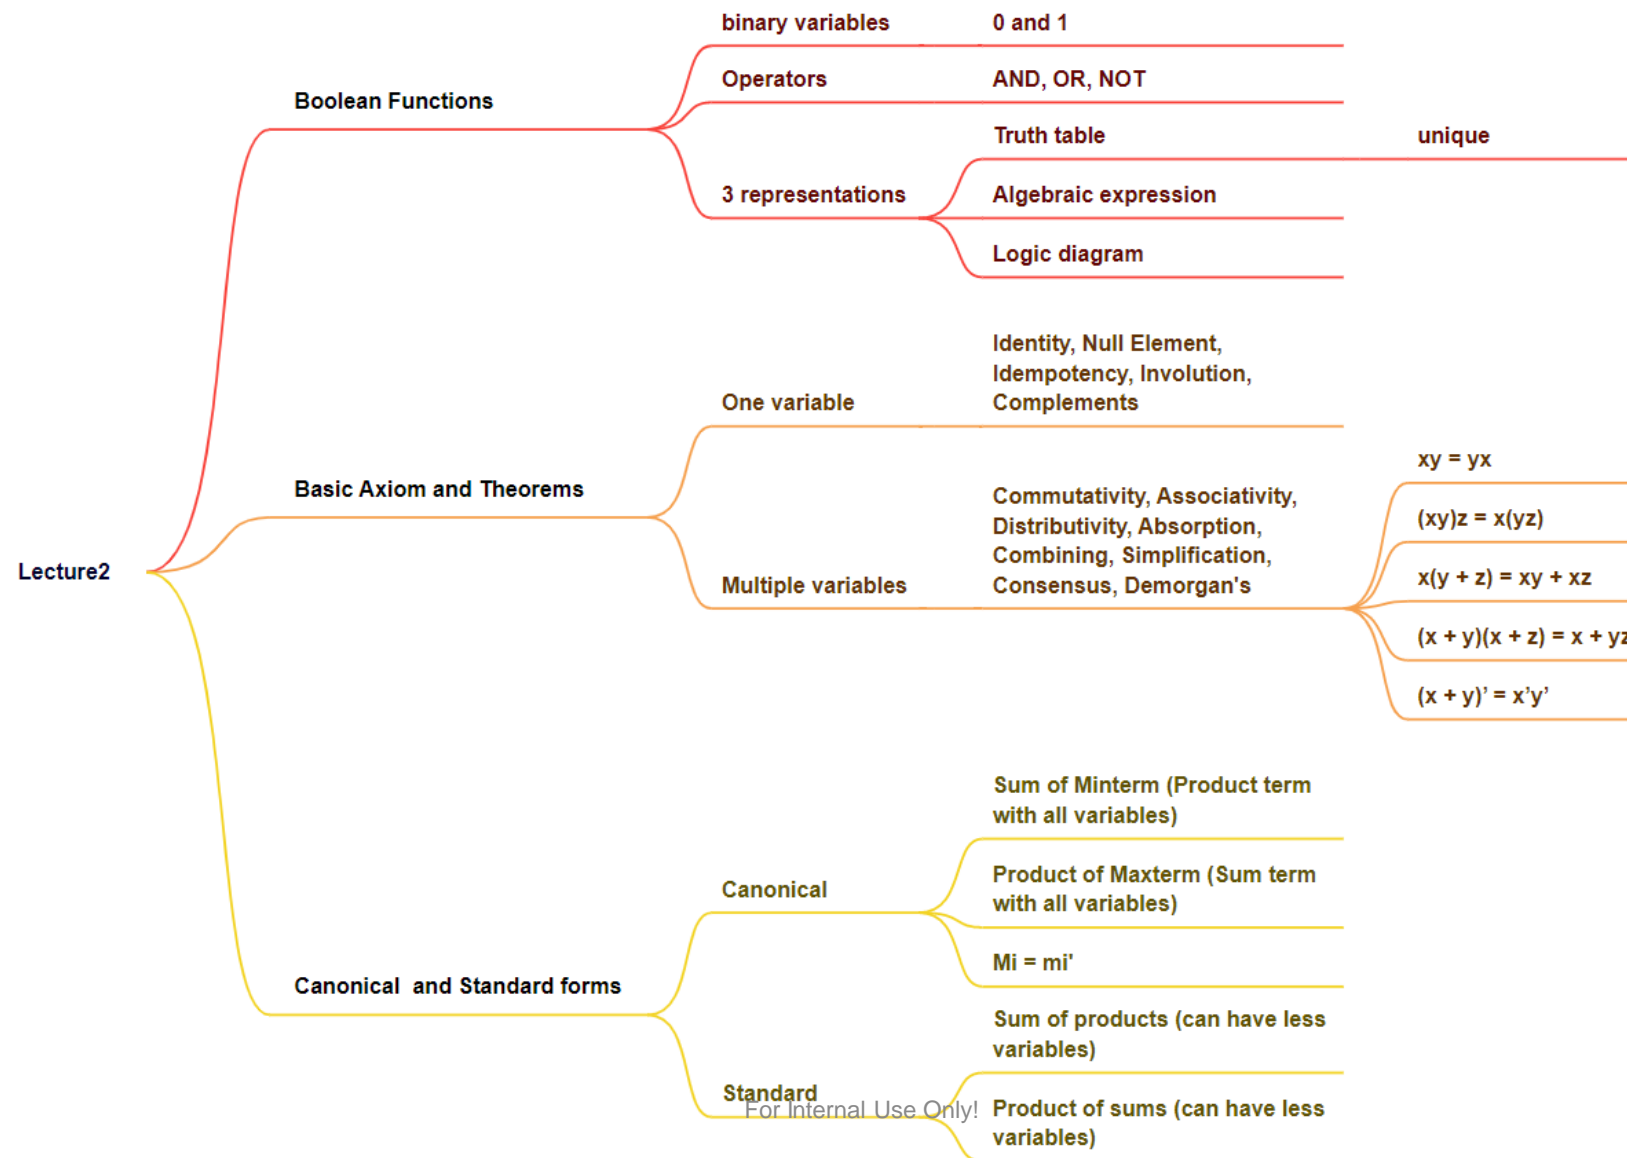 Lecture2
Boolean Functions
binary variables
0 and 1
Operators
AND, OR, NOT
3 representations
Truth table
unique
Algebraic expression
Logic diagram
Basic Axiom and Theorems
One variable
Identity, Null Element,
Idempotency, Involution,
Complements
Multiple variables
Commutativity, Associativity,
Distributivity, Absorption,
Combining, Simplification,
Consensus, Demorgan's
xy = yx
(xy)z = x(yz)
x(y + z) = xy + xz
(x + y)(x + z) = x + yz
(x + y)’ = x’y’
Canonical  and Standard forms
Canonical
Sum of Minterm (Product term
with all variables)
Product of Maxterm (Sum term
with all variables)
Mi = mi'
Standard
Sum of products (can have less
variables)
Product of sums (can have less
variables)
For Internal Use Only!